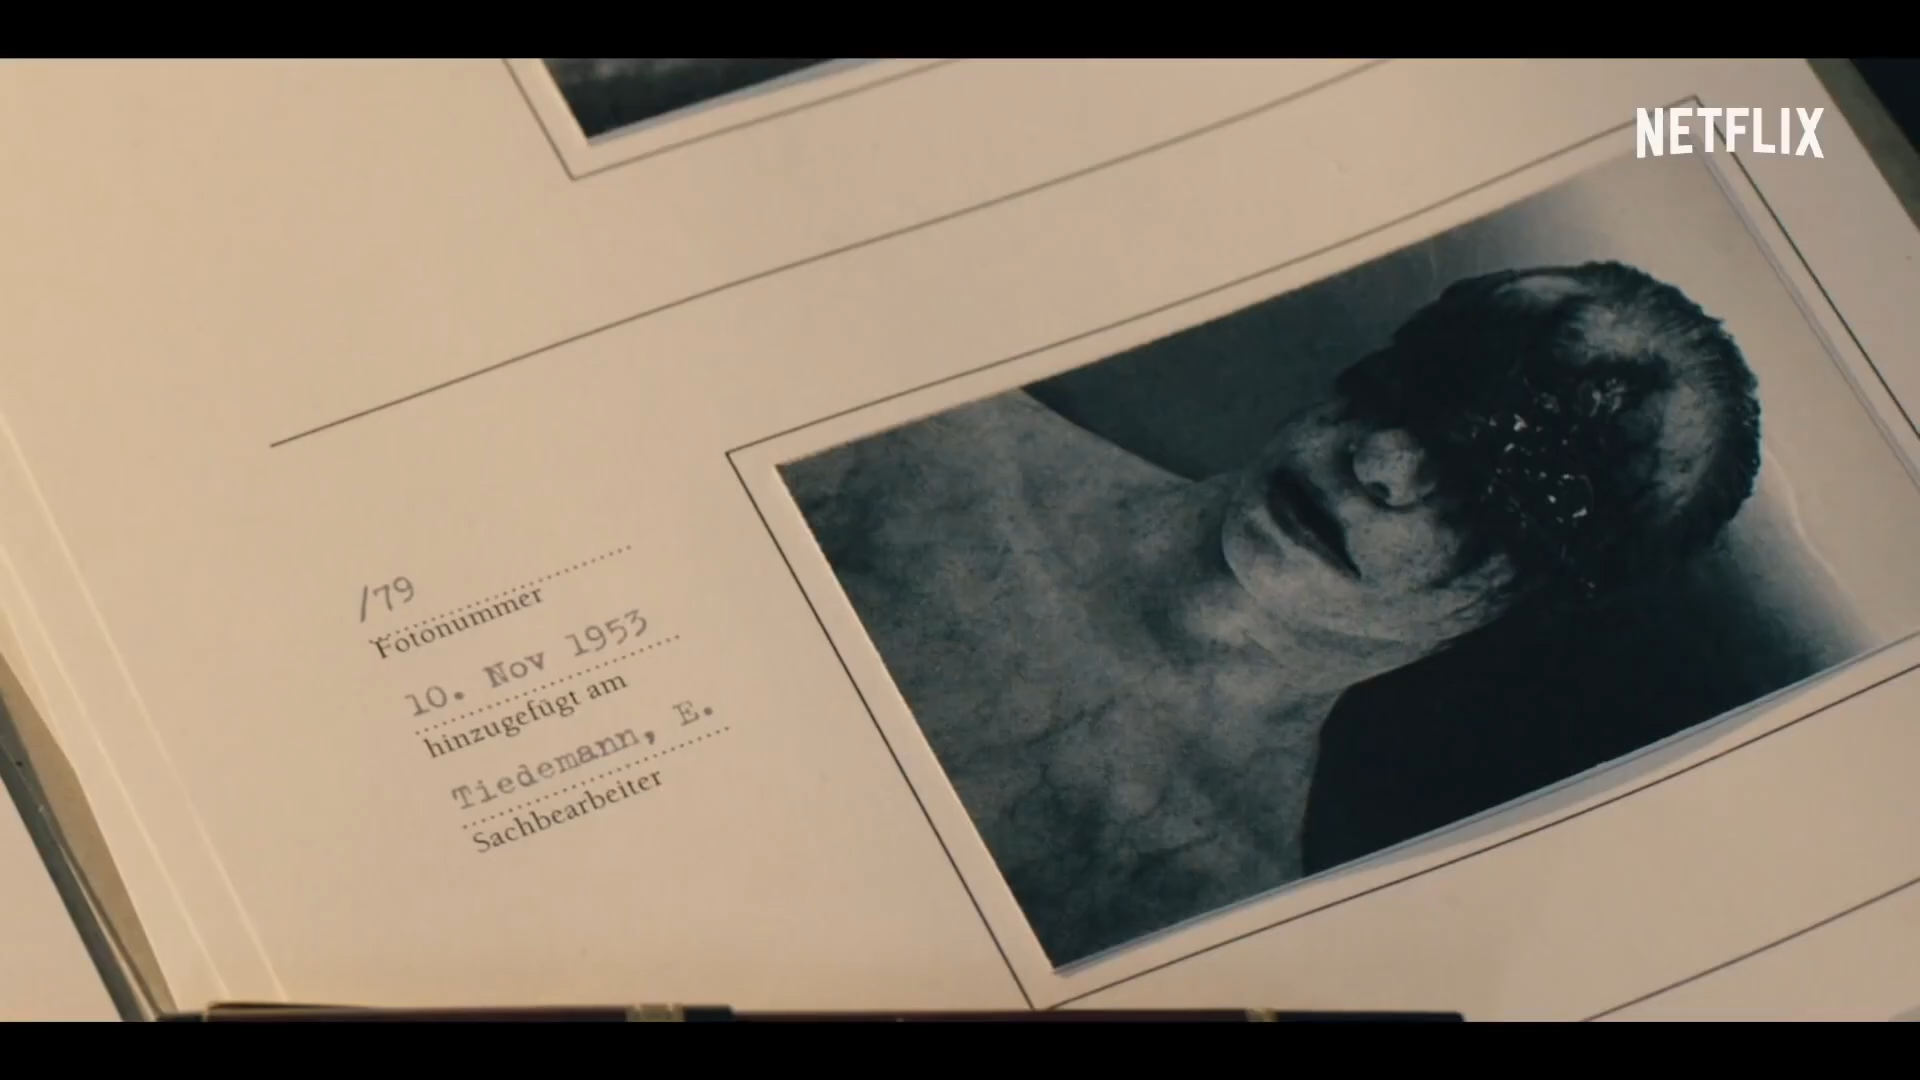 NETFLIX
/79
Fotonummer
10. Nov 1953
hinzugefügt am
Tiedemann, E.
Sachbearbeiter